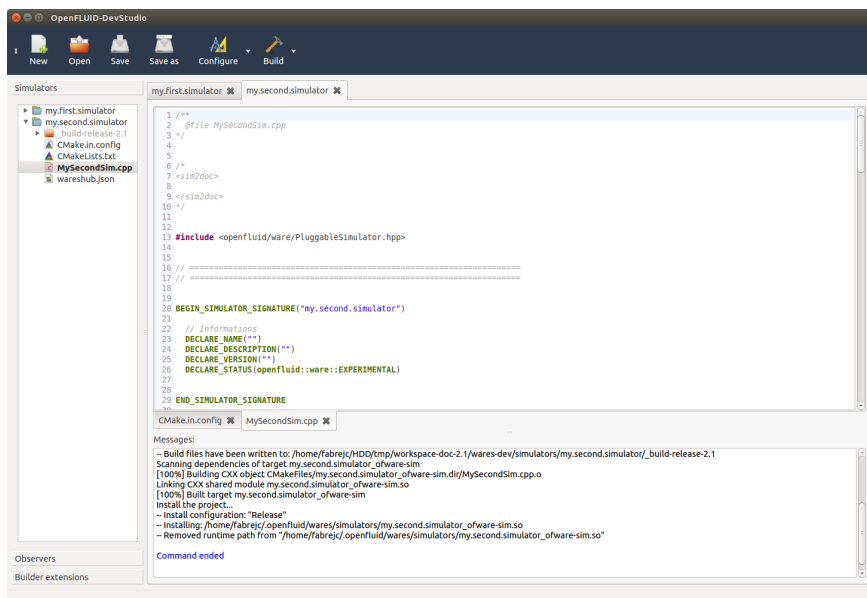 OpenFLUID-DevStudio
New Open Save Save as Configure Build
Simulators
my.first.simulator
my.second.simulator
_build-release-2.1
CMake.in.config
CMakeLists.txt
MySecondSim.cpp
wareshub.json
Observers
Builder extensions
my.first.simulator my.second.simulator
1 /**
2 @file MySecondSim.cpp
3 */
4
5
6 /*
7 <sim2doc>
8
9 </sim2doc>
10 */
11
12
13 #include <openfluid/ware/PluggableSimulator.hpp>
14
15
16 // =====================================================================
17 // =====================================================================
18
19
20 BEGIN_SIMULATOR_SIGNATURE("my.second.simulator")
21
22 // Informations
23 DECLARE_NAME("")
24 DECLARE_DESCRIPTION("")
25 DECLARE_VERSION("")
26 DECLARE_STATUS(openfluid::ware::EXPERIMENTAL)
27
28
29 END_SIMULATOR_SIGNATURE
CMake.in.config MySecondSim.cpp
Messages:
-- Build files have been written to: /home/fabrejc/HDD/tmp/workspace-doc-2.1/wares-dev/simulators/my.second.simulator/_build-release-2.1
Scanning dependencies of target my.second.simulator_ofware-sim
[100%] Building CXX object CMakeFiles/my.second.simulator_ofware-sim.dir/MySecondSim.cpp.o
Linking CXX shared module my.second.simulator_ofware-sim.so
[100%] Built target my.second.simulator_ofware-sim
Install the project...
-- Install configuration: "Release"
-- Installing: /home/fabrejc/.openfluid/wares/simulators/my.second.simulator_ofware-sim.so
-- Removed runtime path from "/home/fabrejc/.openfluid/wares/simulators/my.second.simulator_ofware-sim.so"
Command ended